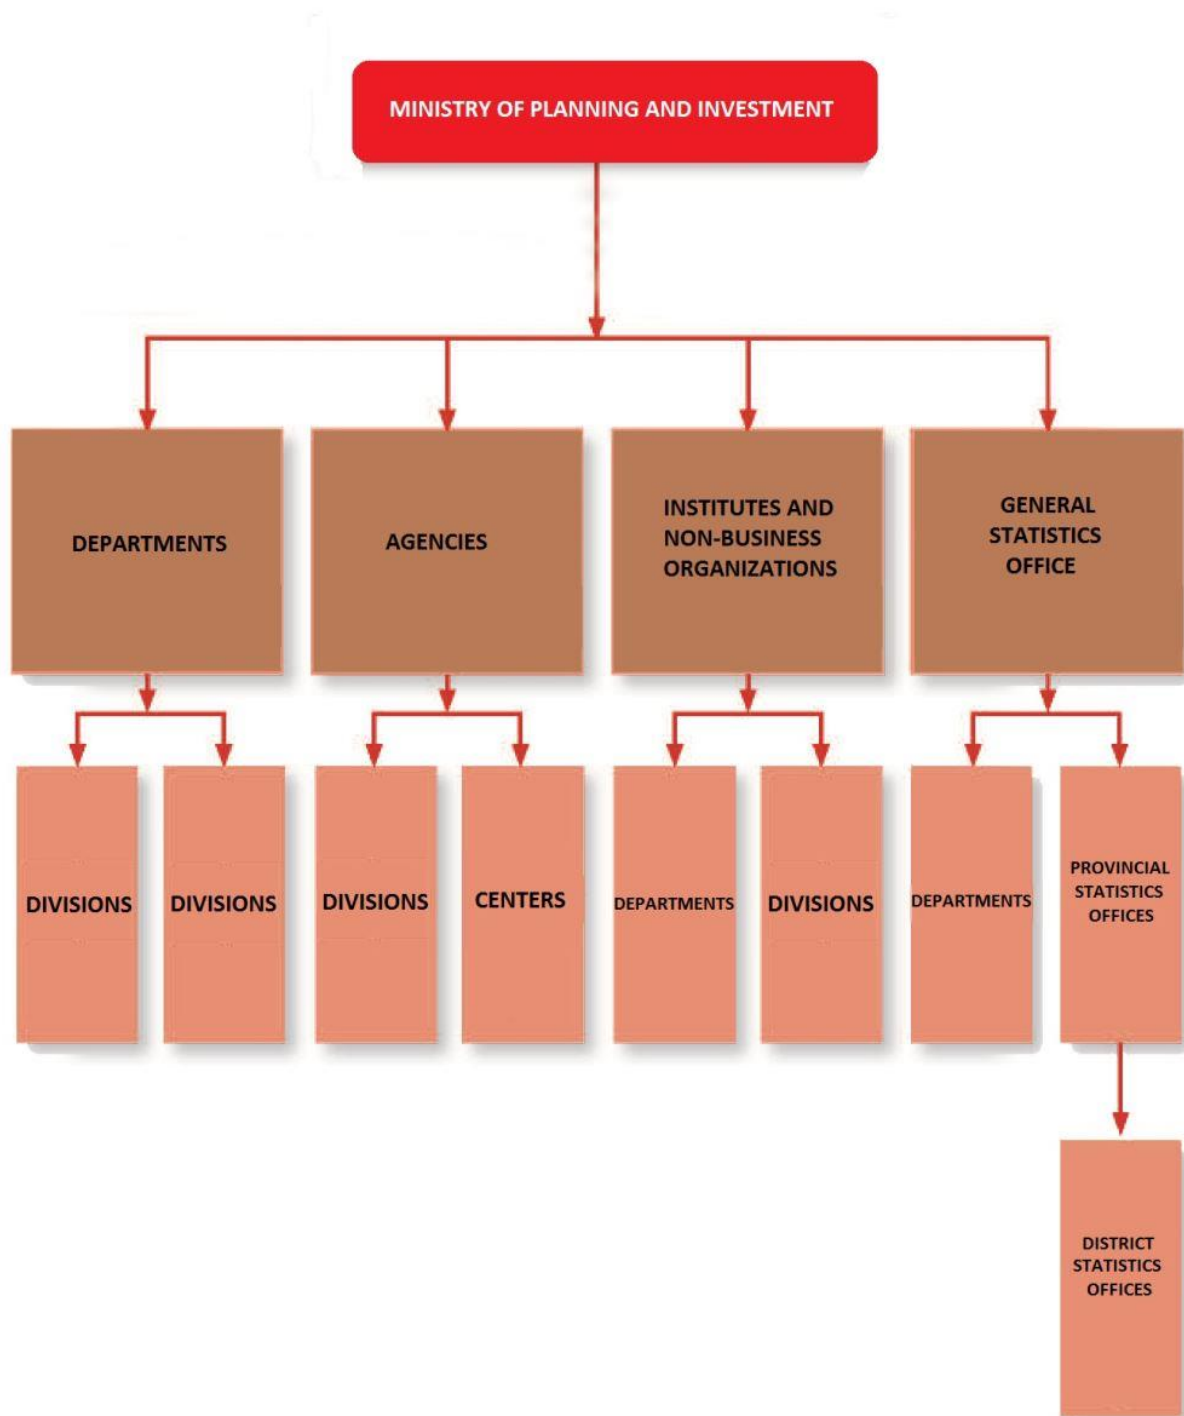 MINISTRY OF PLANNING AND INVESTMENT
DEPARTMENTS
AGENCIES
INSTITUTES AND
NON-BUSINESS
ORGANIZATIONS
GENERAL
STATISTICS
OFFICE
DIVISIONS
DIVISIONS
DIVISIONS
CENTERS
DEPARTMENTS
DIVISIONS
DEPARTMENTS
PROVINCIAL
STATISTICS
OFFICES
DISTRICT
STATISTICS
OFFICES